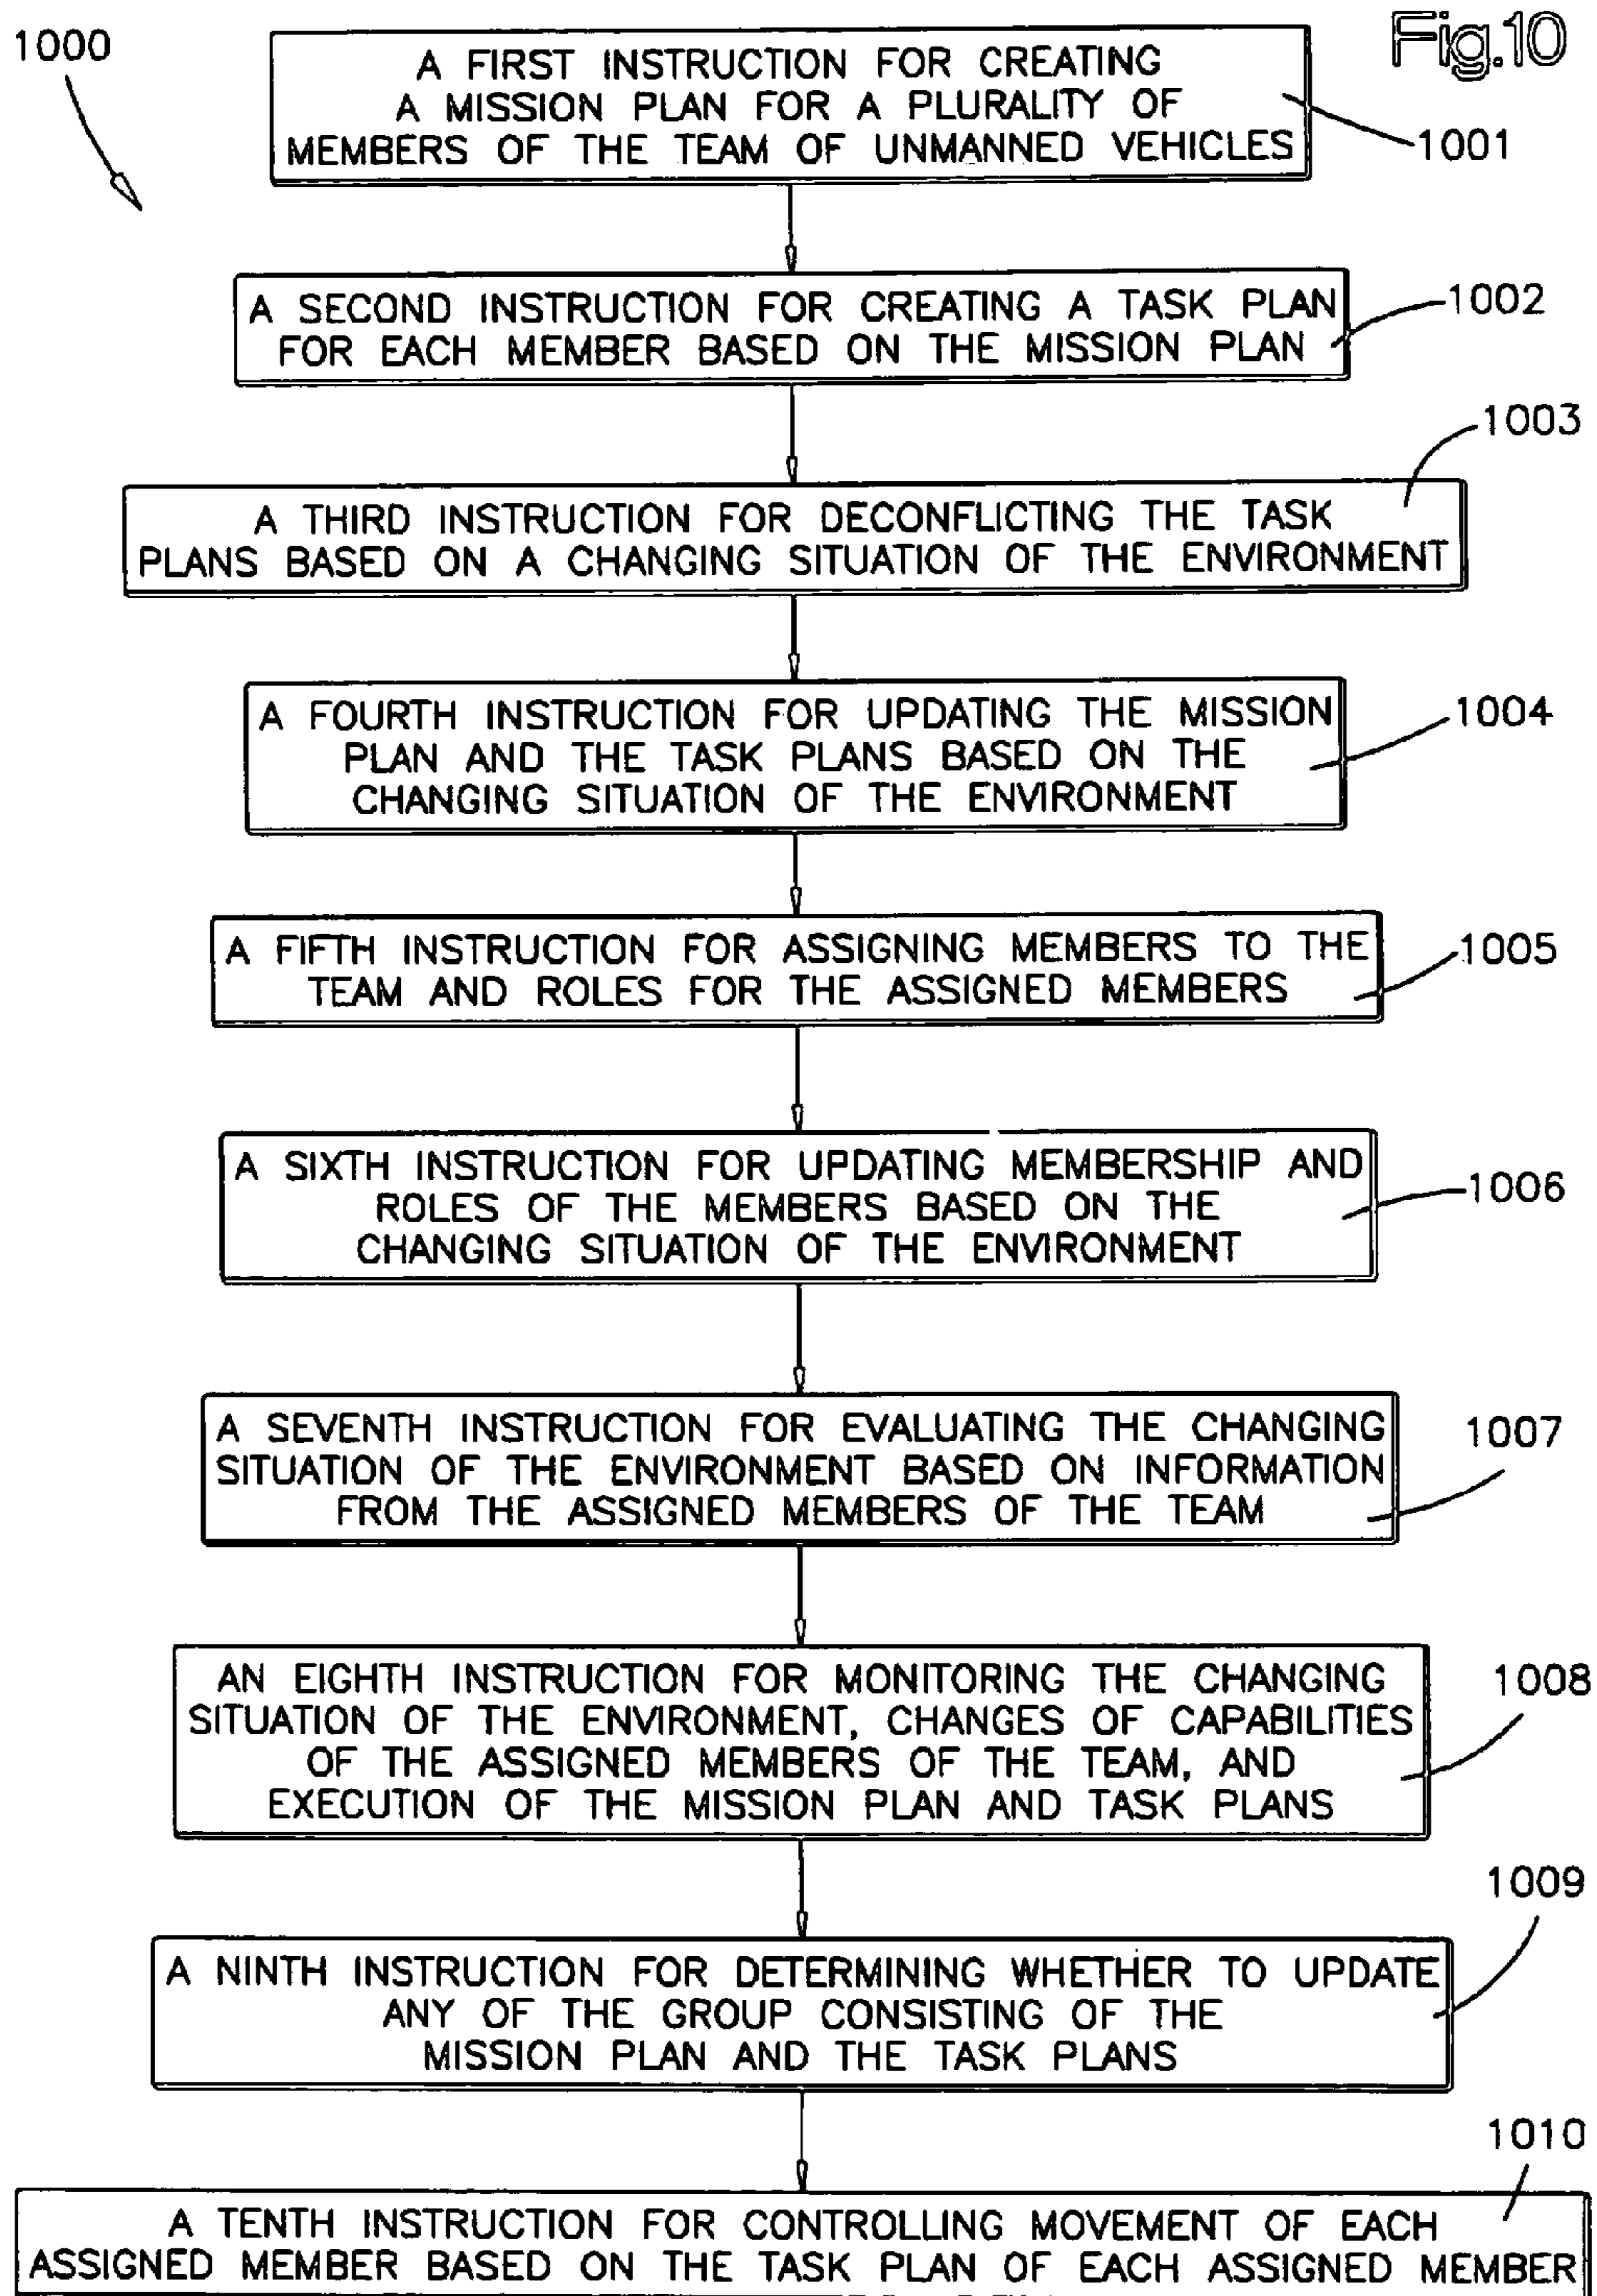 1000
Fig.10
A FIRST INSTRUCTION FOR CREATING
A MISSION PLAN FOR A PLURALITY OF
MEMBERS OF THE TEAM OF UNMANNED VEHICLES
1001
A SECOND INSTRUCTION FOR CREATING A TASK PLAN
FOR EACH MEMBER BASED ON THE MISSION PLAN
1002
1003
A THIRD INSTRUCTION FOR DECONFLICTING THE TASK
PLANS BASED ON A CHANGING SITUATION OF THE ENVIRONMENT
A FOURTH INSTRUCTION FOR UPDATING THE MISSION
PLAN AND THE TASK PLANS BASED ON THE
CHANGING SITUATION OF THE ENVIRONMENT
1004
A FIFTH INSTRUCTION FOR ASSIGNING MEMBERS TO THE
TEAM AND ROLES FOR THE ASSIGNED MEMBERS
1005
A SIXTH INSTRUCTION FOR UPDATING MEMBERSHIP AND
ROLES OF THE MEMBERS BASED ON THE
CHANGING SITUATION OF THE ENVIRONMENT
1006
A SEVENTH INSTRUCTION FOR EVALUATING THE CHANGING
SITUATION OF THE ENVIRONMENT BASED ON INFORMATION
FROM THE ASSIGNED MEMBERS OF THE TEAM
1007
AN EIGHTH INSTRUCTION FOR MONITORING THE CHANGING
SITUATION OF THE ENVIRONMENT, CHANGES OF CAPABILITIES
OF THE ASSIGNED MEMBERS OF THE TEAM, AND
EXECUTION OF THE MISSION PLAN AND TASK PLANS
1008
1009
A NINTH INSTRUCTION FOR DETERMINING WHETHER TO UPDATE
ANY OF THE GROUP CONSISTING OF THE
MISSION PLAN AND THE TASK PLANS
1010
A TENTH INSTRUCTION FOR CONTROLLING MOVEMENT OF EACH
ASSIGNED MEMBER BASED ON THE TASK PLAN OF EACH ASSIGNED MEMBER